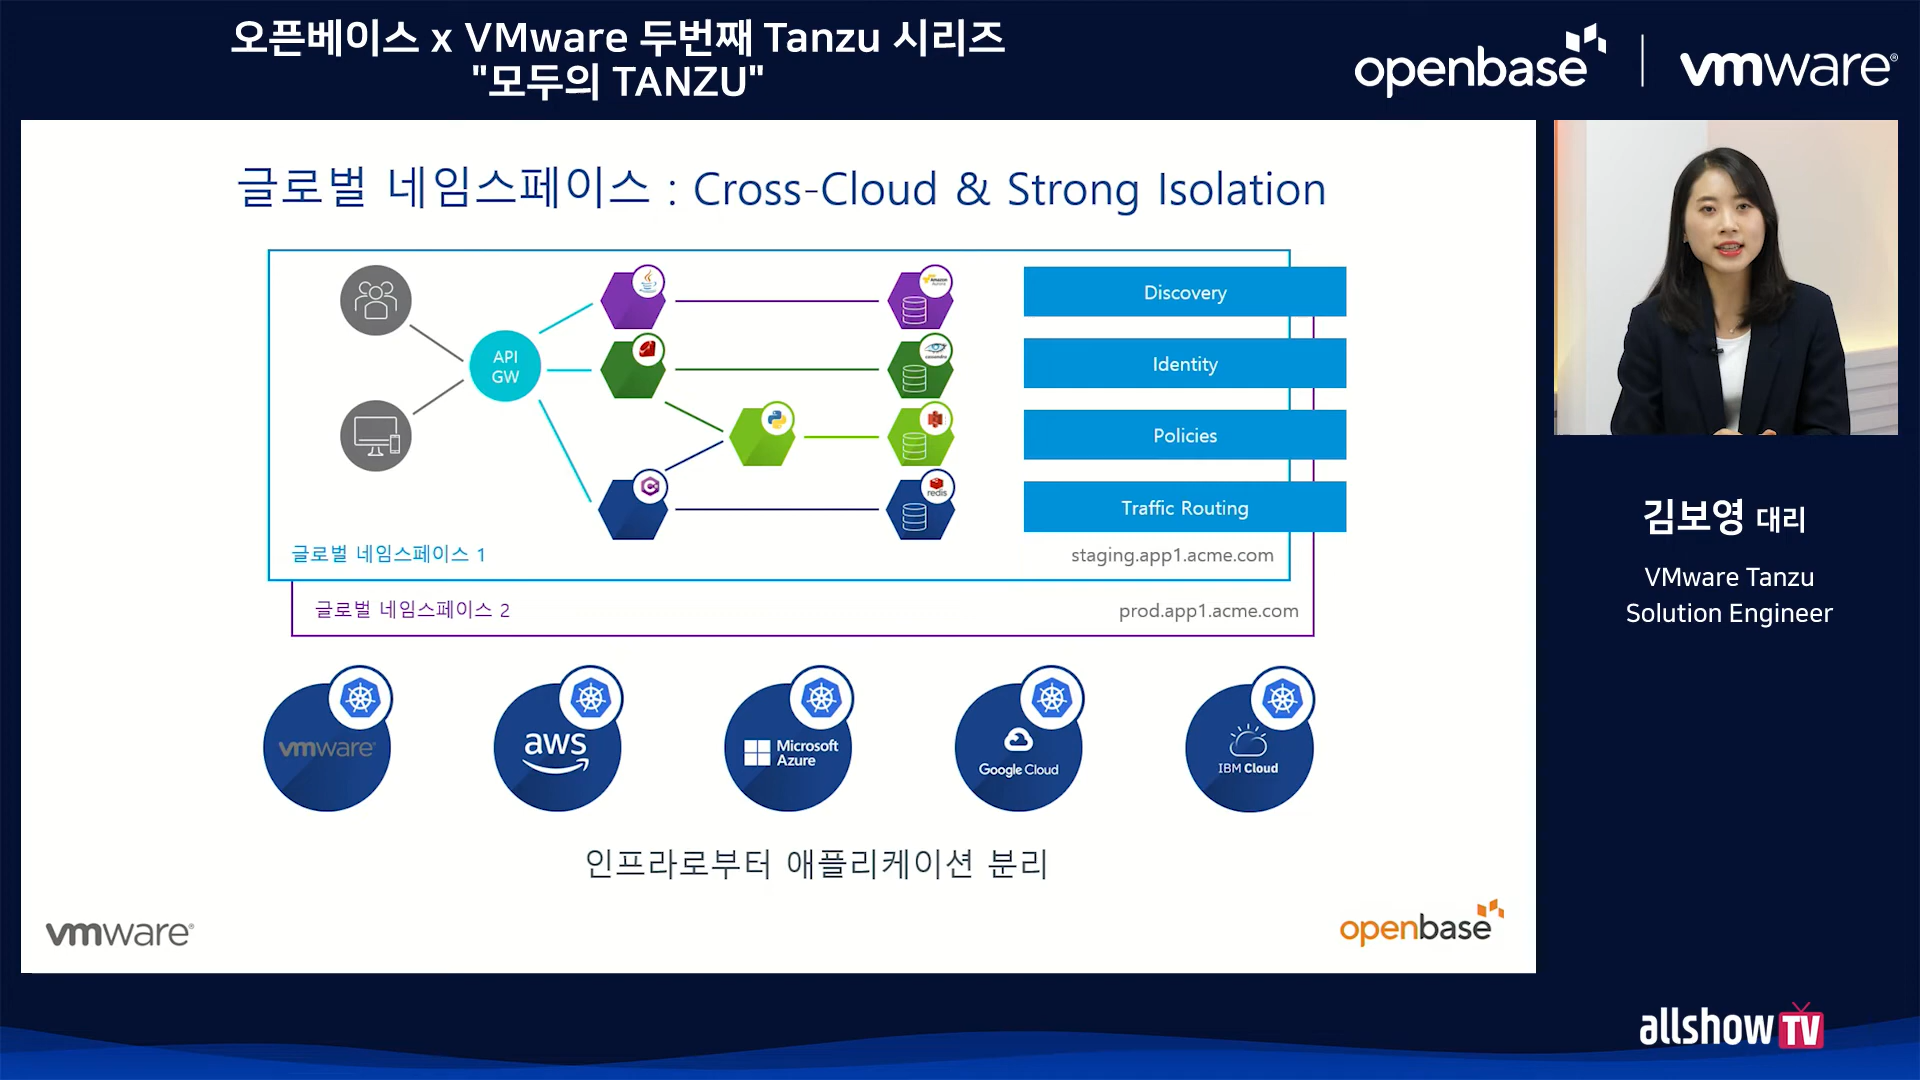 오픈베이스 x VMware 두번째 Tanzu 시리즈
"모두의 TANZU"
openbase
vmware®
글로벌 네임스페이스 : Cross-Cloud & Strong Isolation
API
GW
cassandra
redis
Discovery
Identity
Policies
Traffic Routing
글로벌 네임스페이스 1
staging.app1.acme.com
글로벌 네임스페이스 2
prod.app1.acme.com
vmware®
aws
Microsoft
Azure
Google Cloud
IBM Cloud
인프라로부터 애플리케이션 분리
vmware®
openbase
김보영 대리
VMware Tanzu
Solution Engineer
allshowTV